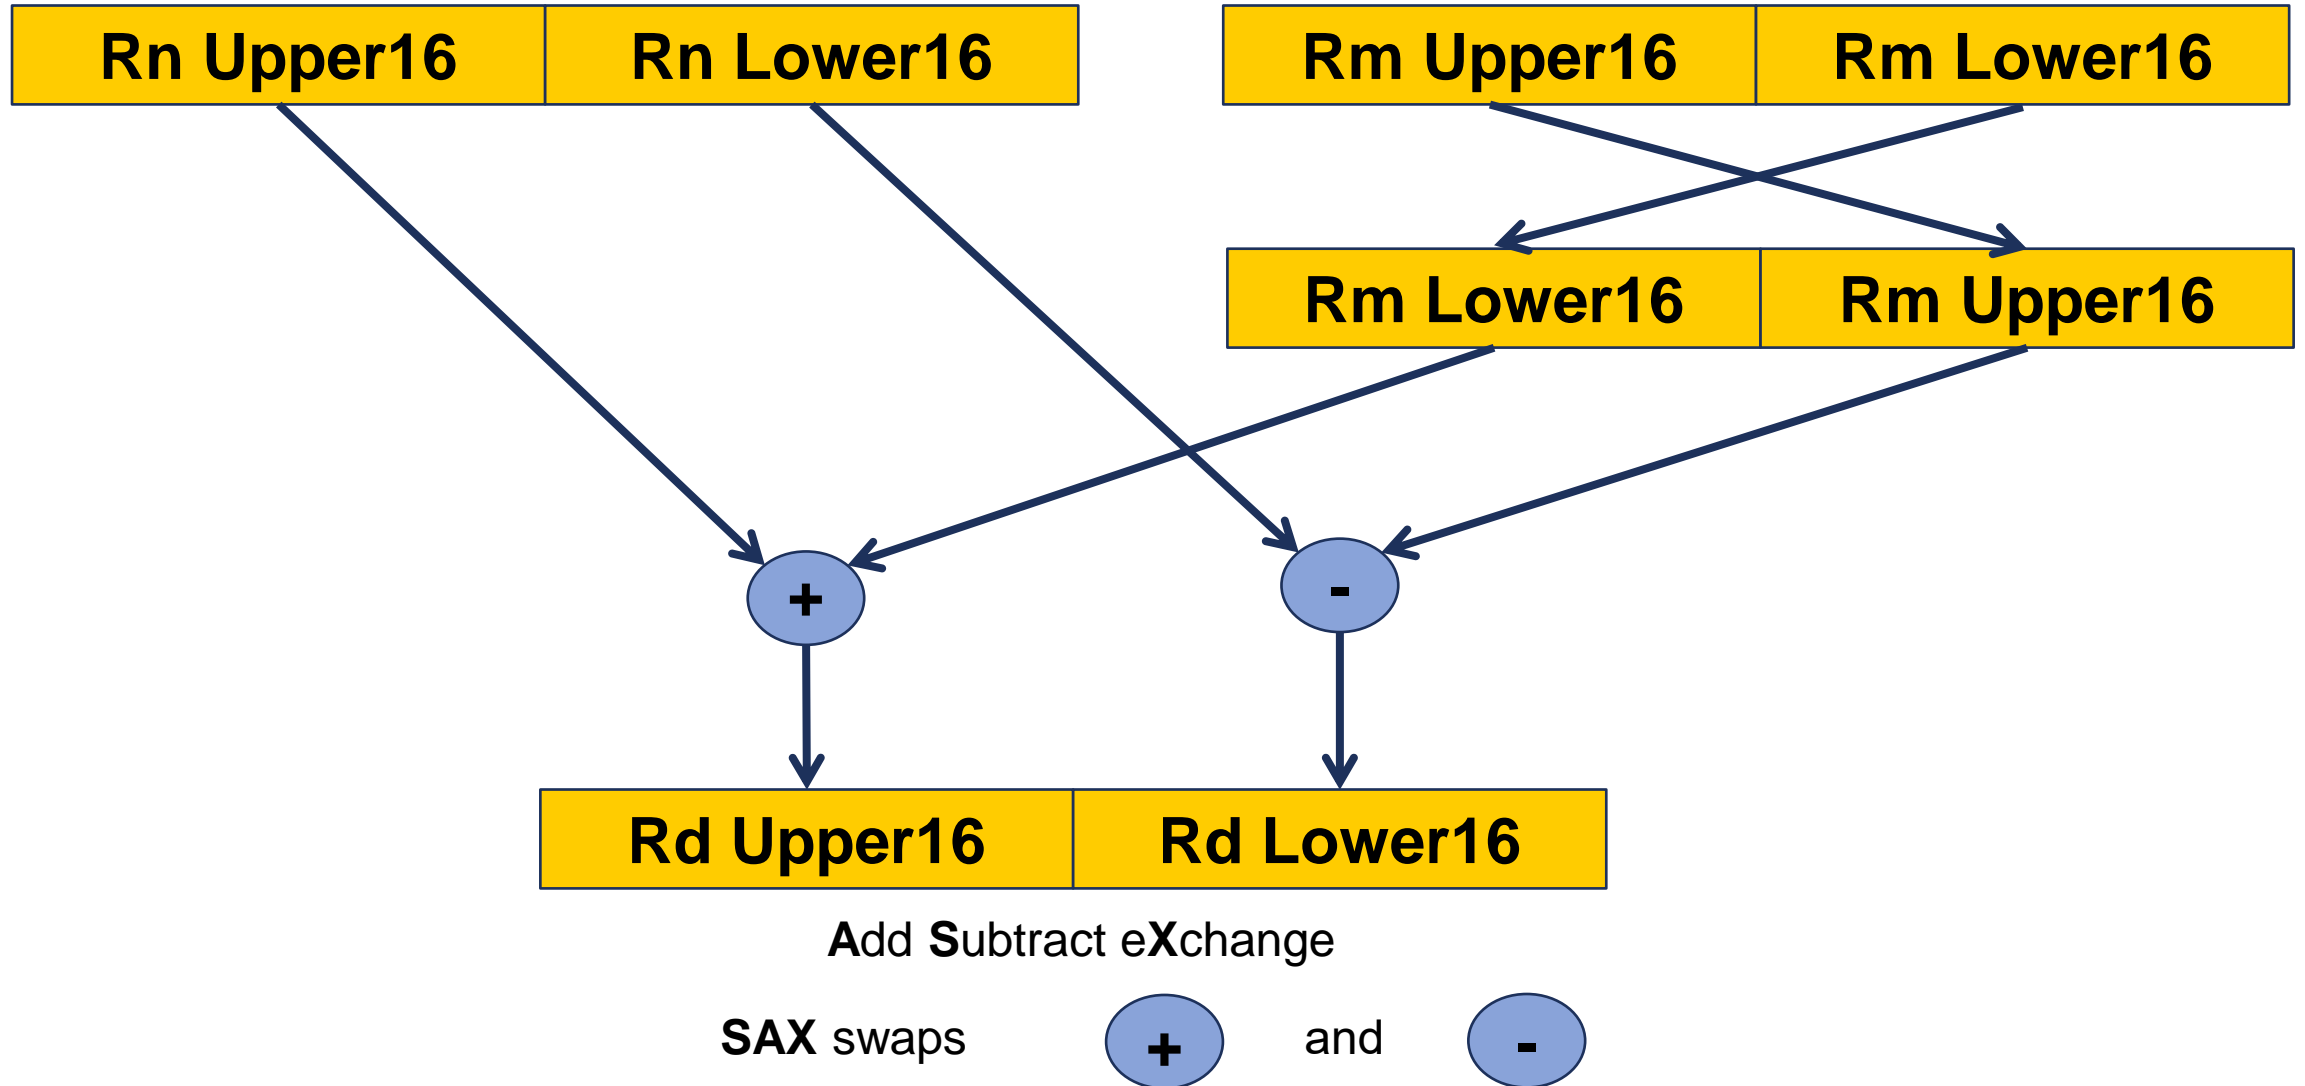 Rn Upper16 Rn Lower16 Rm Upper16 Rm Lower16
Rm Lower16 Rm Upper16
+ -
Rd Upper16 Rd Lower16
Add Subtract eXchange
SAX swaps + and -